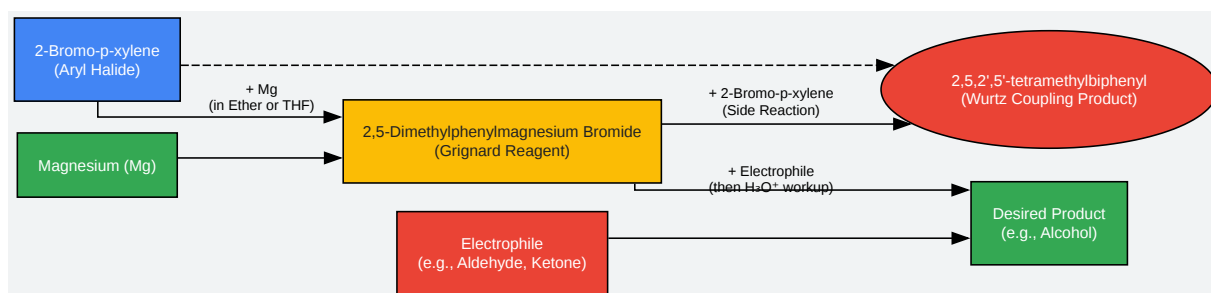 2-Bromo-p-xylene
(Aryl Halide)
+ Mg
(in Ether or THF)
Magnesium (Mg)
2,5-Dimethylphenylmagnesium Bromide
(Grignard Reagent)
+ 2-Bromo-p-xylene
(Side Reaction)
2,5,2',5'-tetramethylbiphenyl
(Wurtz Coupling Product)
+ Electrophile
(then H₃O⁺ workup)
Electrophile
(e.g., Aldehyde, Ketone)
Desired Product
(e.g., Alcohol)